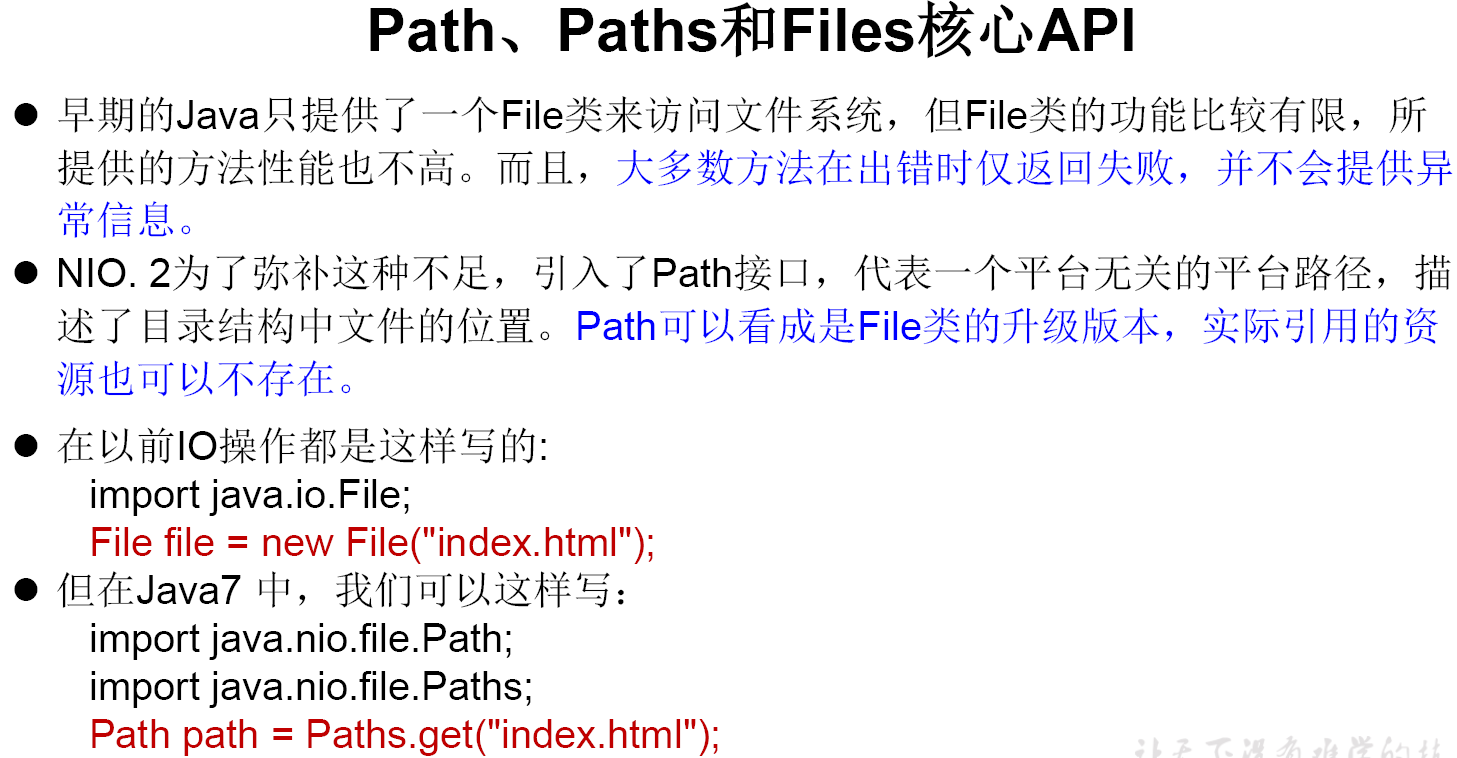 Path、Paths和Files核心API
● 早期的Java只提供了一个File类来访问文件系统，但File类的功能比较有限，所
提供的方法性能也不高。而且，大多数方法在出错时仅返回失败，并不会提供异
常信息。
● NIO. 2为了弥补这种不足，引入了Path接口，代表一个平台无关的平台路径，描
述了目录结构中文件的位置。Path可以看成是File类的升级版本，实际引用的资
源也可以不存在。
● 在以前IO操作都是这样写的:
import java.io.File;
File file = new File("index.html");
● 但在Java7 中，我们可以这样写：
import java.nio.file.Path;
import java.nio.file.Paths;
Path path = Paths.get("index.html");